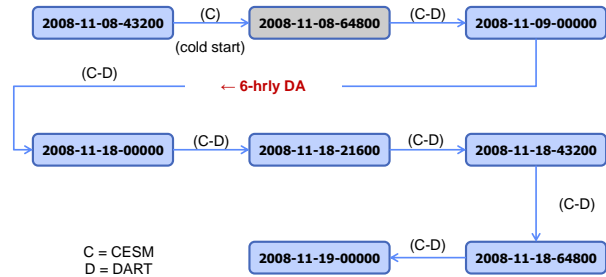 2008-11-08-43200
(C)
(cold start)
2008-11-08-64800
(C-D)
2008-11-09-00000
(C-D)
← 6-hrly DA
2008-11-18-00000
(C-D)
2008-11-18-21600
(C-D)
2008-11-18-43200
(C-D)
2008-11-18-64800
(C-D)
2008-11-19-00000
C = CESM
D = DART